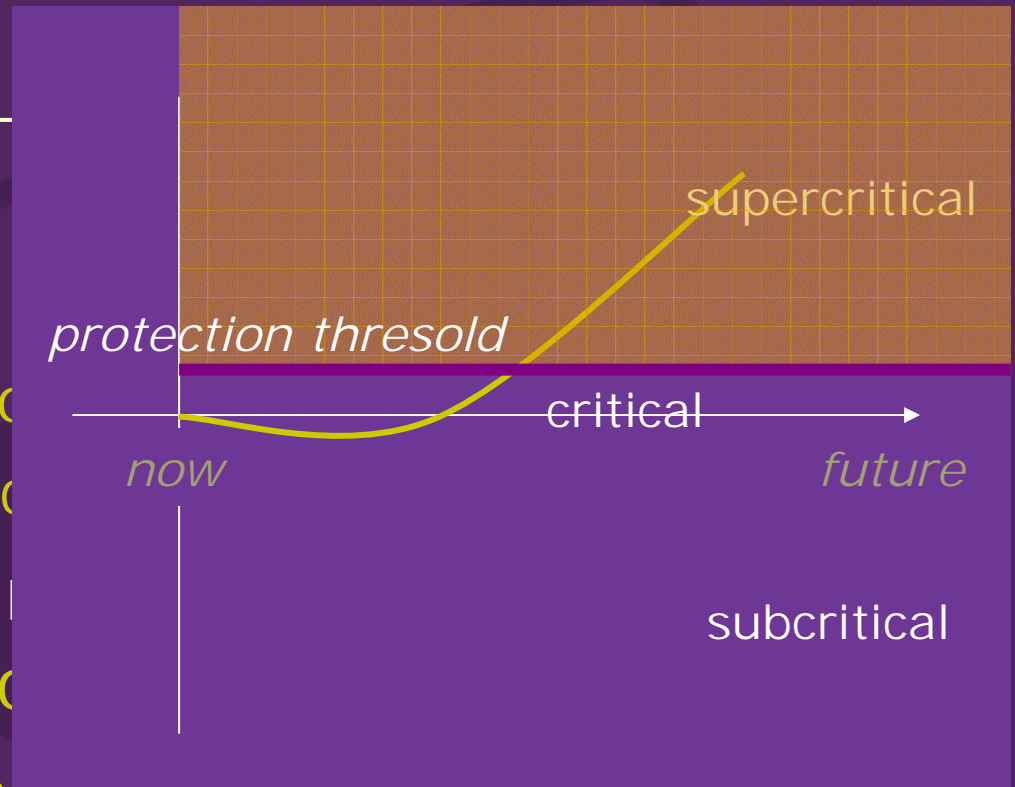 supercritical
protection thresold
critical
now
future
subcritical